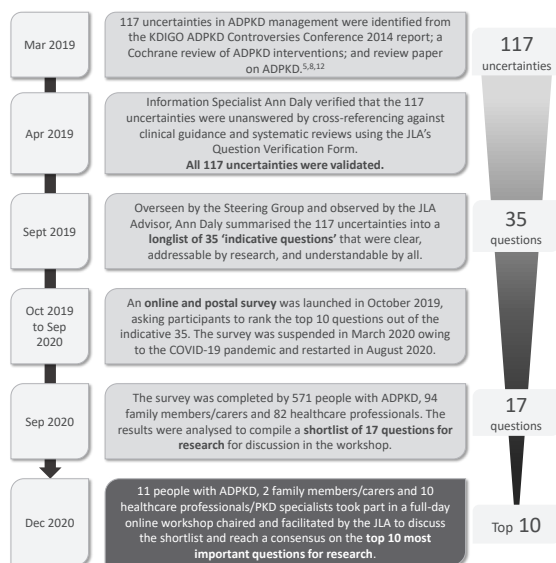 Mar 2019
117 uncertainties in ADPKD management were identified from
the KDIGO ADPKD Controversies Conference 2014 report; a
Cochrane review of ADPKD interventions; and review paper
on ADPKD.5,8,12
117
uncertainties
Apr 2019
Information Specialist Ann Daly verified that the 117
uncertainties were unanswered by cross-referencing against
clinical guidance and systematic reviews using the JLA’s
Question Verification Form.
All 117 uncertainties were validated.
Sept 2019
Overseen by the Steering Group and observed by the JLA
Advisor, Ann Daly summarised the 117 uncertainties into a
longlist of 35 ‘indicative questions’ that were clear,
addressable by research, and understandable by all.
35
questions
Oct 2019
to Sep
2020
An online and postal survey was launched in October 2019,
asking participants to rank the top 10 questions out of the
indicative 35. The survey was suspended in March 2020 owing
to the COVID-19 pandemic and restarted in August 2020.
Sep 2020
The survey was completed by 571 people with ADPKD, 94
family members/carers and 82 healthcare professionals. The
results were analysed to compile a shortlist of 17 questions for
research for discussion in the workshop.
17
questions
Dec 2020
11 people with ADPKD, 2 family members/carers and 10
healthcare professionals/PKD specialists took part in a full-day
online workshop chaired and facilitated by the JLA to discuss
the shortlist and reach a consensus on the top 10 most
important questions for research.
Top 10